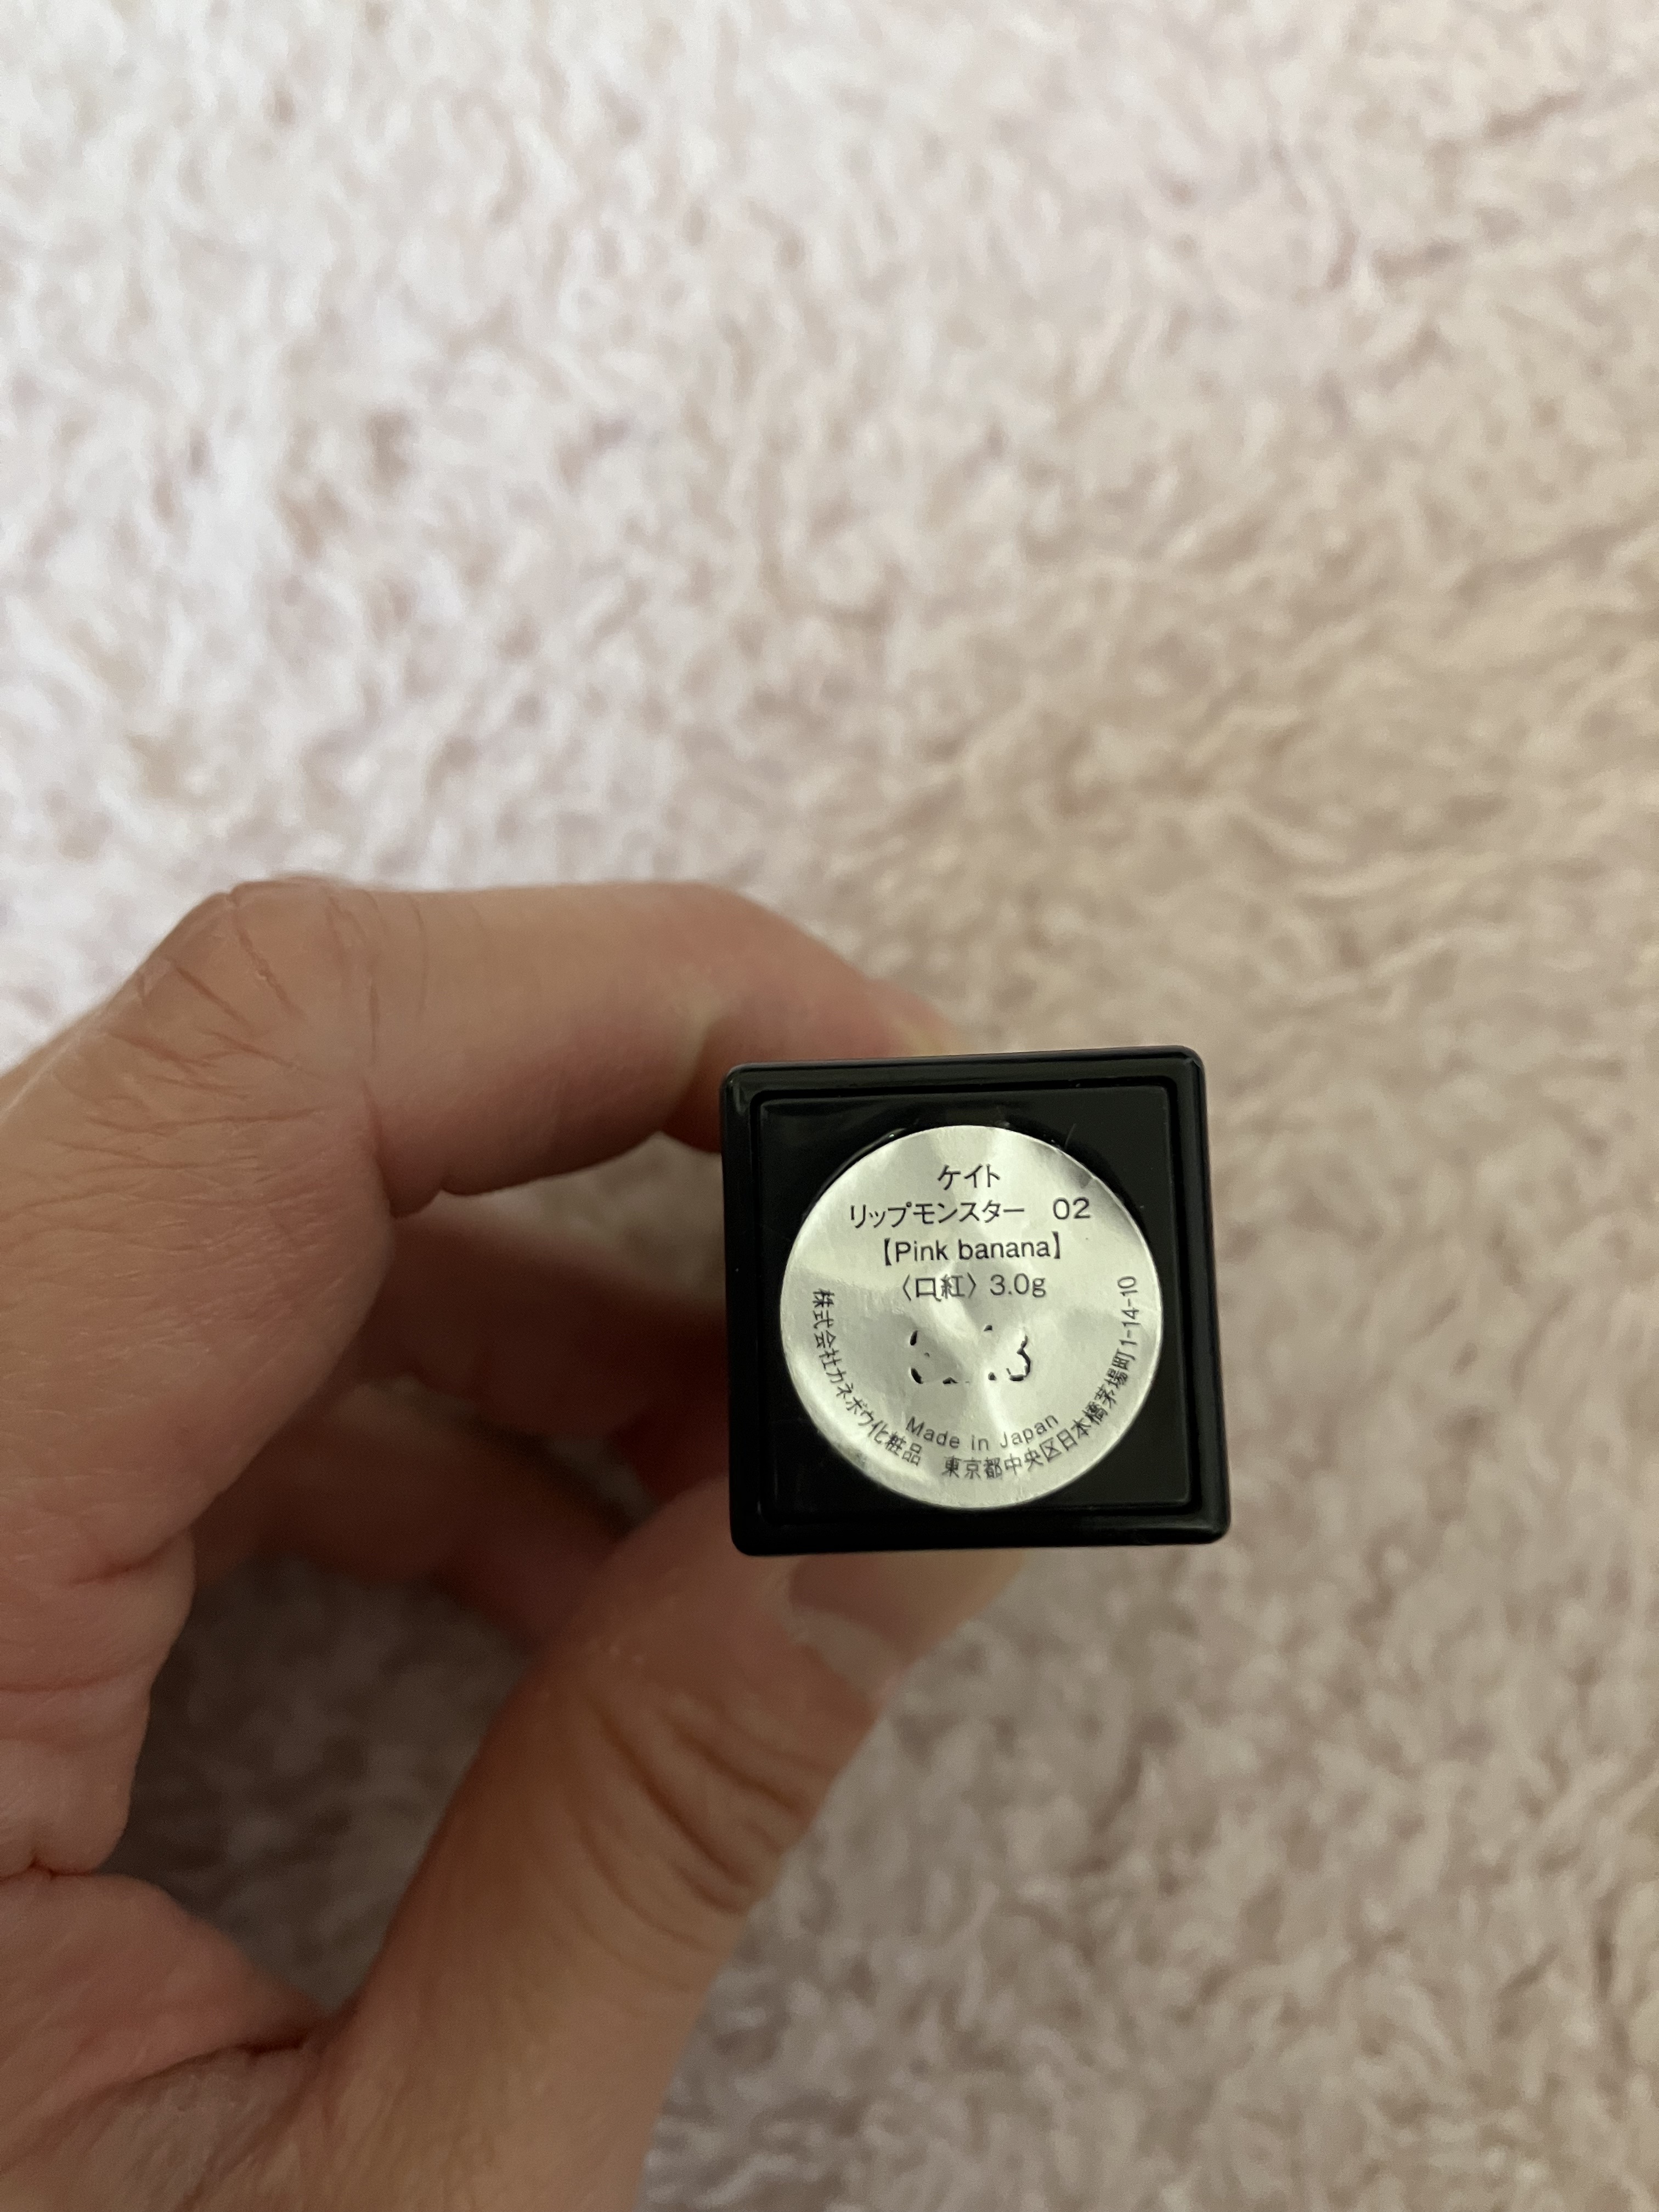 ケイト
リップモンスター 02
【Pink banana】
〈口紅〉3.0g
Made in Japan
株式会社カネボウ化粧品 東京都中央区日本橋茅場町1-14-10